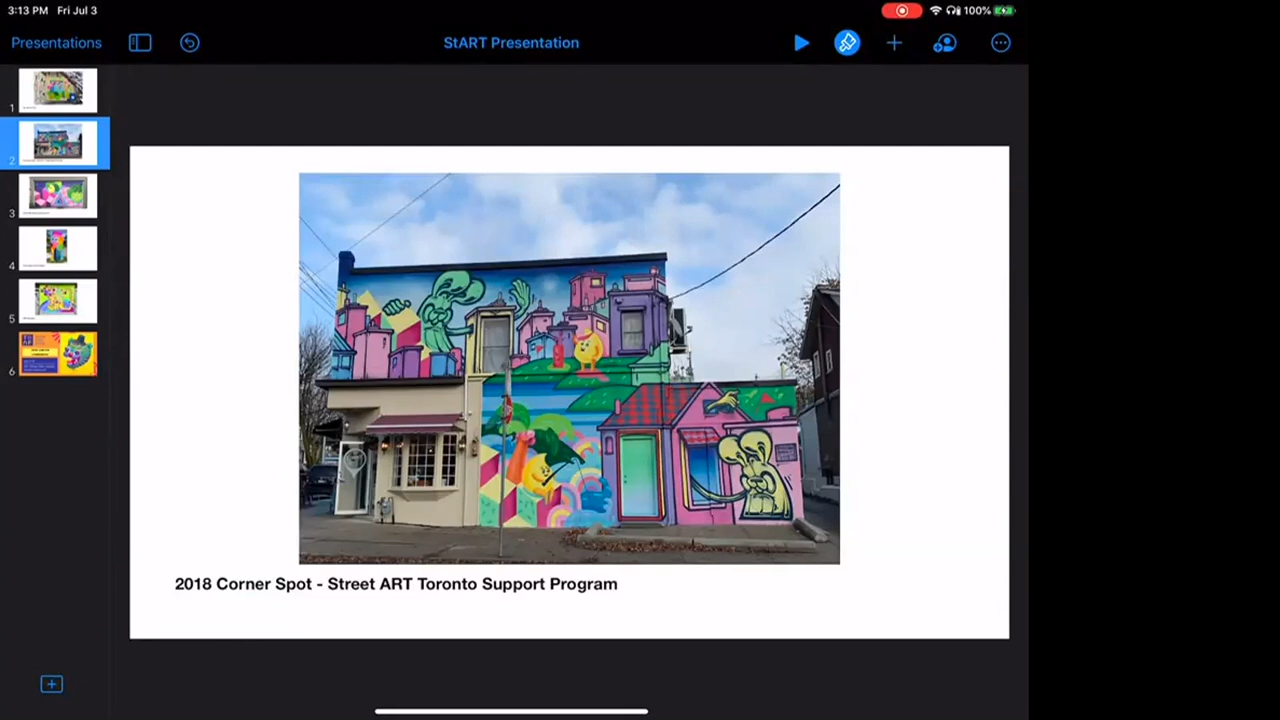 3:13 PM Fri Jul 3
100%
Presentations
StART Presentation
1
2
3
4
5
6
2018 Corner Spot - Street ART Toronto Support Program